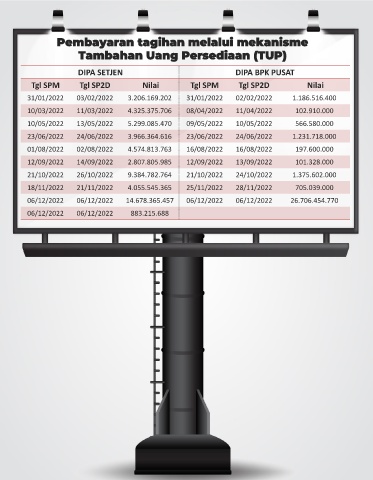 Pembayaran tagihan melalui mekanisme
Tambahan Uang Persediaan (TUP)
DIPA SETJEN DIPA BPK PUSAT
Tgl SPM Tgl SP2D Nilai Tgl SPM Tgl SP2D Nilai
31/01/2022 03/02/2022 3.206.169.202 31/01/2022 02/02/2022 1.186.516.400
10/03/2022 11/03/2022 4.325.375.706 08/04/2022 11/04/2022 102.910.000
10/05/2022 13/05/2022 5.299.085.470 09/05/2022 10/05/2022 566.580.000
23/06/2022 24/06/2022 3.966.364.616 23/06/2022 24/06/2022 1.231.718.000
01/08/2022 02/08/2022 4.574.813.763 16/08/2022 16/08/2022 197.600.000
12/09/2022 14/09/2022 2.807.805.985 12/09/2022 13/09/2022 101.328.000
21/10/2022 26/10/2022 9.384.782.764 21/10/2022 24/10/2022 1.375.602.000
18/11/2022 21/11/2022 4.055.545.365 25/11/2022 28/11/2022 705.039.000
06/12/2022 06/12/2022 14.678.365.457 06/12/2022 06/12/2022 26.706.454.770
06/12/2022 06/12/2022 883.215.688